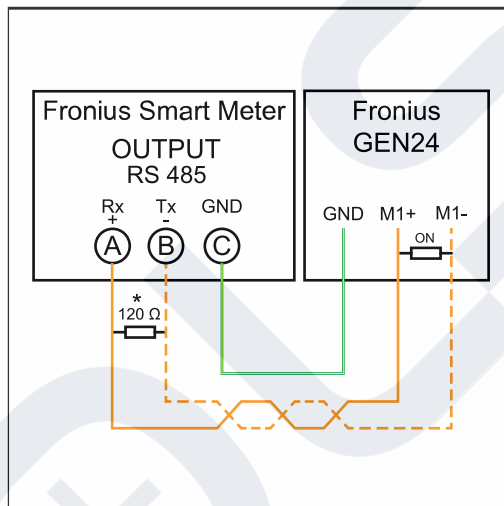 Fronius Smart Meter
OUTPUT
RS 485
Rx Tx GND
+ -
A B C
*
120 Ω
Fronius
GEN24
GND M1+ M1-
ON